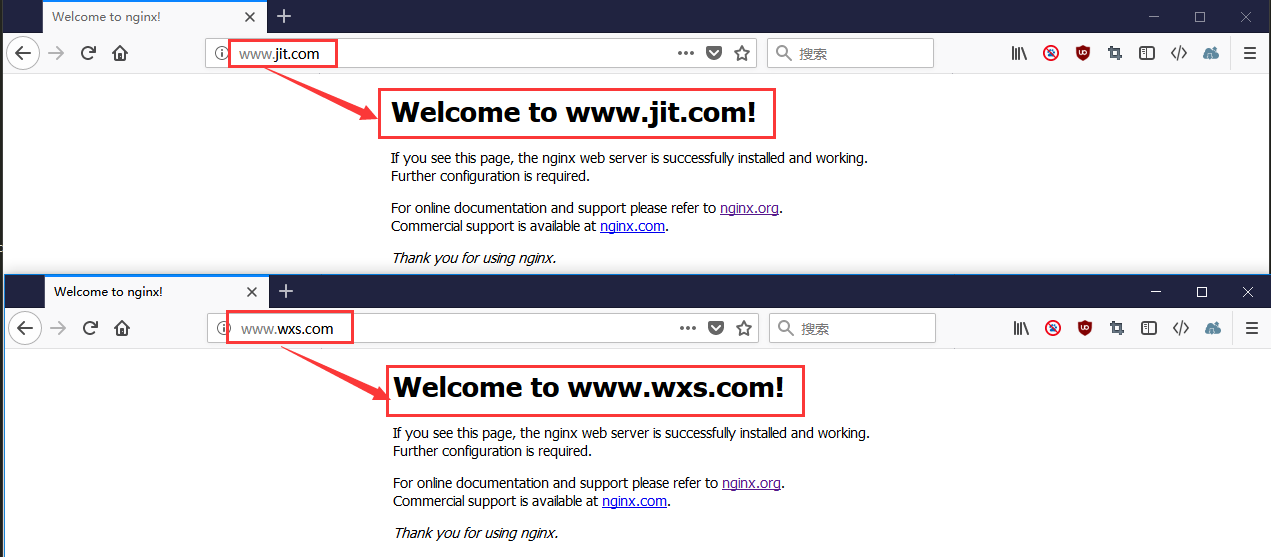 Welcome to nginx!
www.jit.com
搜索
Welcome to www.jit.com!
If you see this page, the nginx web server is successfully installed and working.
Further configuration is required.
For online documentation and support please refer to nginx.org.
Commercial support is available at nginx.com.
Thank you for using nginx.
Welcome to nginx!
www.wxs.com
搜索
Welcome to www.wxs.com!
If you see this page, the nginx web server is successfully installed and working.
Further configuration is required.
For online documentation and support please refer to nginx.org.
Commercial support is available at nginx.com.
Thank you for using nginx.